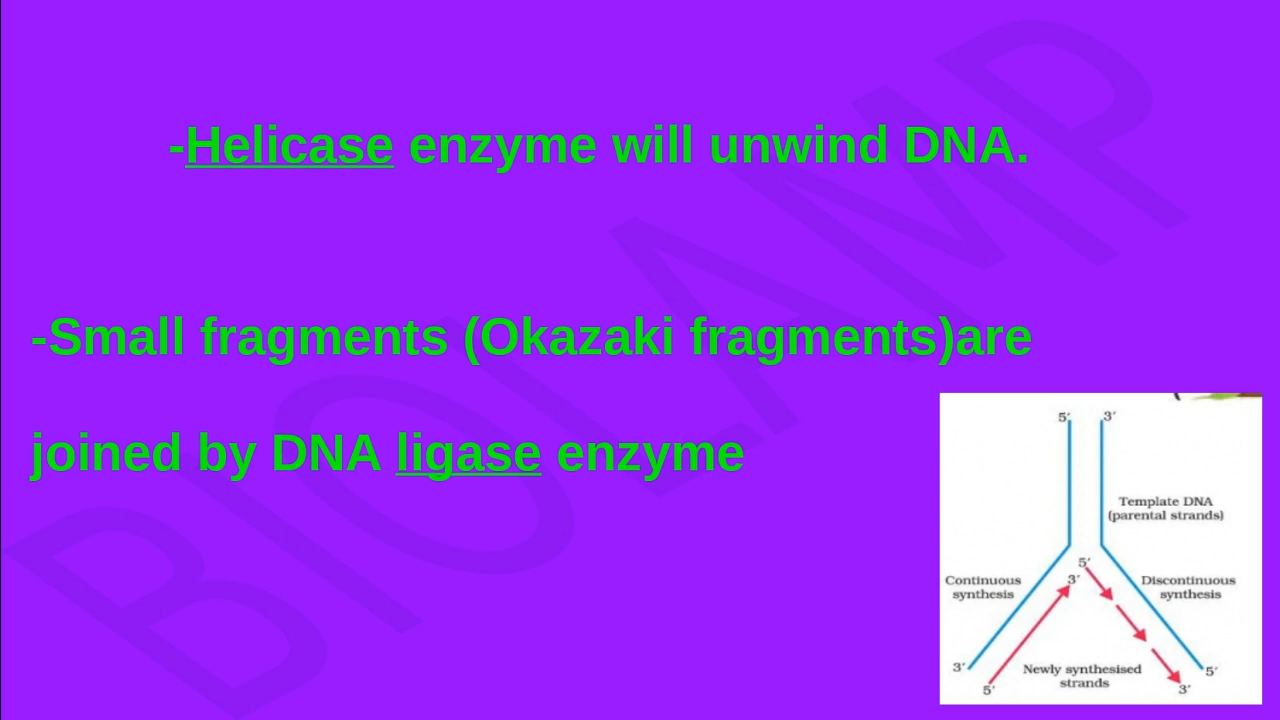 -Helicase enzyme will unwind DNA.
-Small fragments (Okazaki fragments)are
joined by DNA ligase enzyme
BIOLAMP
5′ 3′
Template DNA
(parental strands)
5′
3′
Continuous
synthesis
Discontinuous
synthesis
3′
5′
Newly synthesised
strands
5′
3′